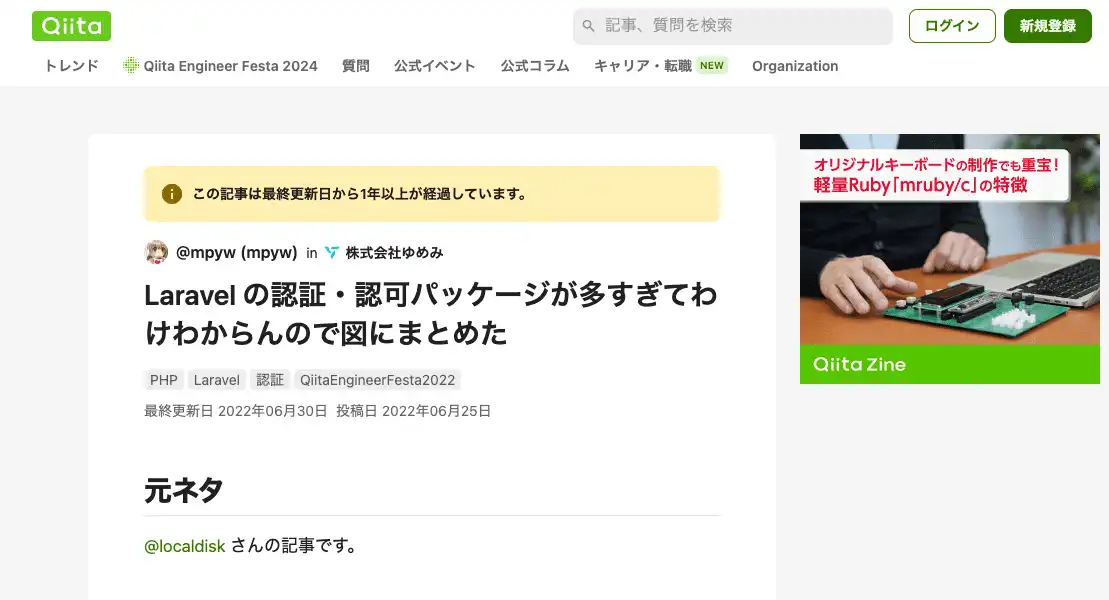 Qiita
記事、質問を検索
ログイン
新規登録
トレンド
Qiita Engineer Festa 2024
質問
公式イベント
公式コラム
キャリア・転職 NEW
Organization
この記事は最終更新日から1年以上が経過しています。
@mpyw (mpyw) in 株式会社ゆめみ
Laravel の認証・認可パッケージが多すぎてわ
けわからんので図にまとめた
PHP Laravel 認証 QiitaEngineerFesta2022
最終更新日 2022年06月30日 投稿日 2022年06月25日
元ネタ
@localdisk さんの記事です。
オリジナルキーボードの制作でも重宝!
軽量Ruby「mruby/c」の特徴
Qiita Zine